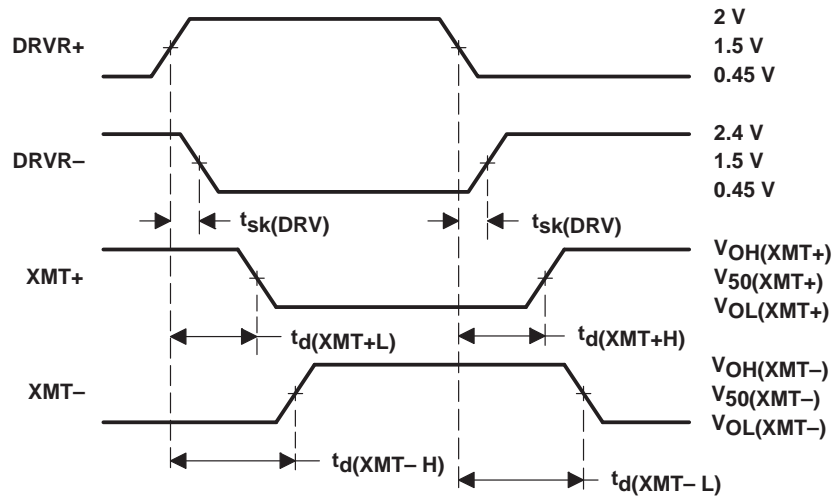 2 V
DRVR+
1.5 V
0.45 V
2.4 V
DRVR–
1.5 V
0.45 V
tsk(DRV)
tsk(DRV)
VOH(XMT+)
XMT+
V50(XMT+)
VOL(XMT+)
td(XMT+L)
td(XMT+H)
VOH(XMT–)
XMT–
V50(XMT–)
VOL(XMT–)
td(XMT– H)
td(XMT– L)